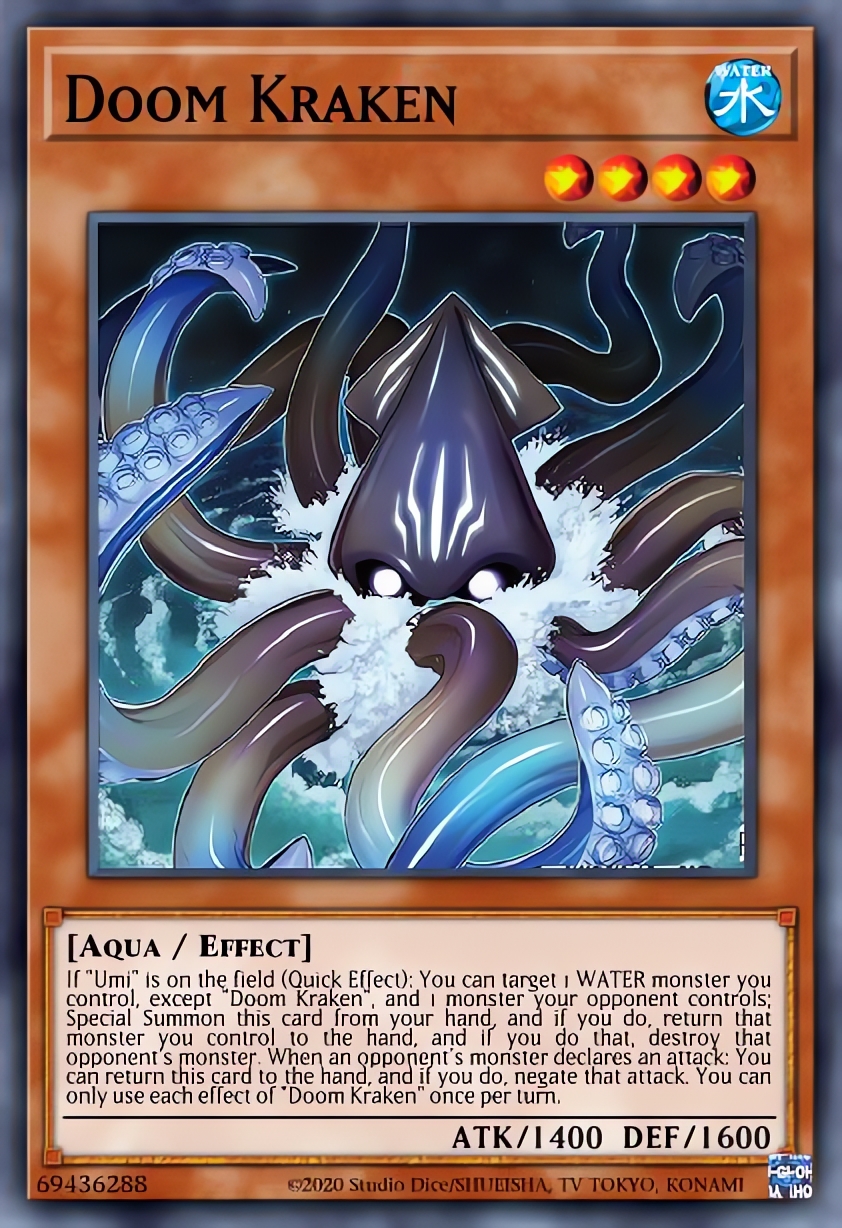 Doom Kraken
WATER
水
[Aqua / Effect]
If "Umi" is on the field (Quick Effect): You can target 1 WATER monster you
control, except "Doom Kraken", and 1 monster your opponent controls;
Special Summon this card from your hand, and if you do, return that
monster you control to the hand, and if you do that, destroy that
opponent's monster. When an opponent's monster declares an attack: You
can return this card to the hand, and if you do, negate that attack. You can
only use each effect of "Doom Kraken" once per turn.
ATK/1400 DEF/1600
69436288
©2020 Studio Dice/SHUEISHA, TV TOKYO, KONAMI